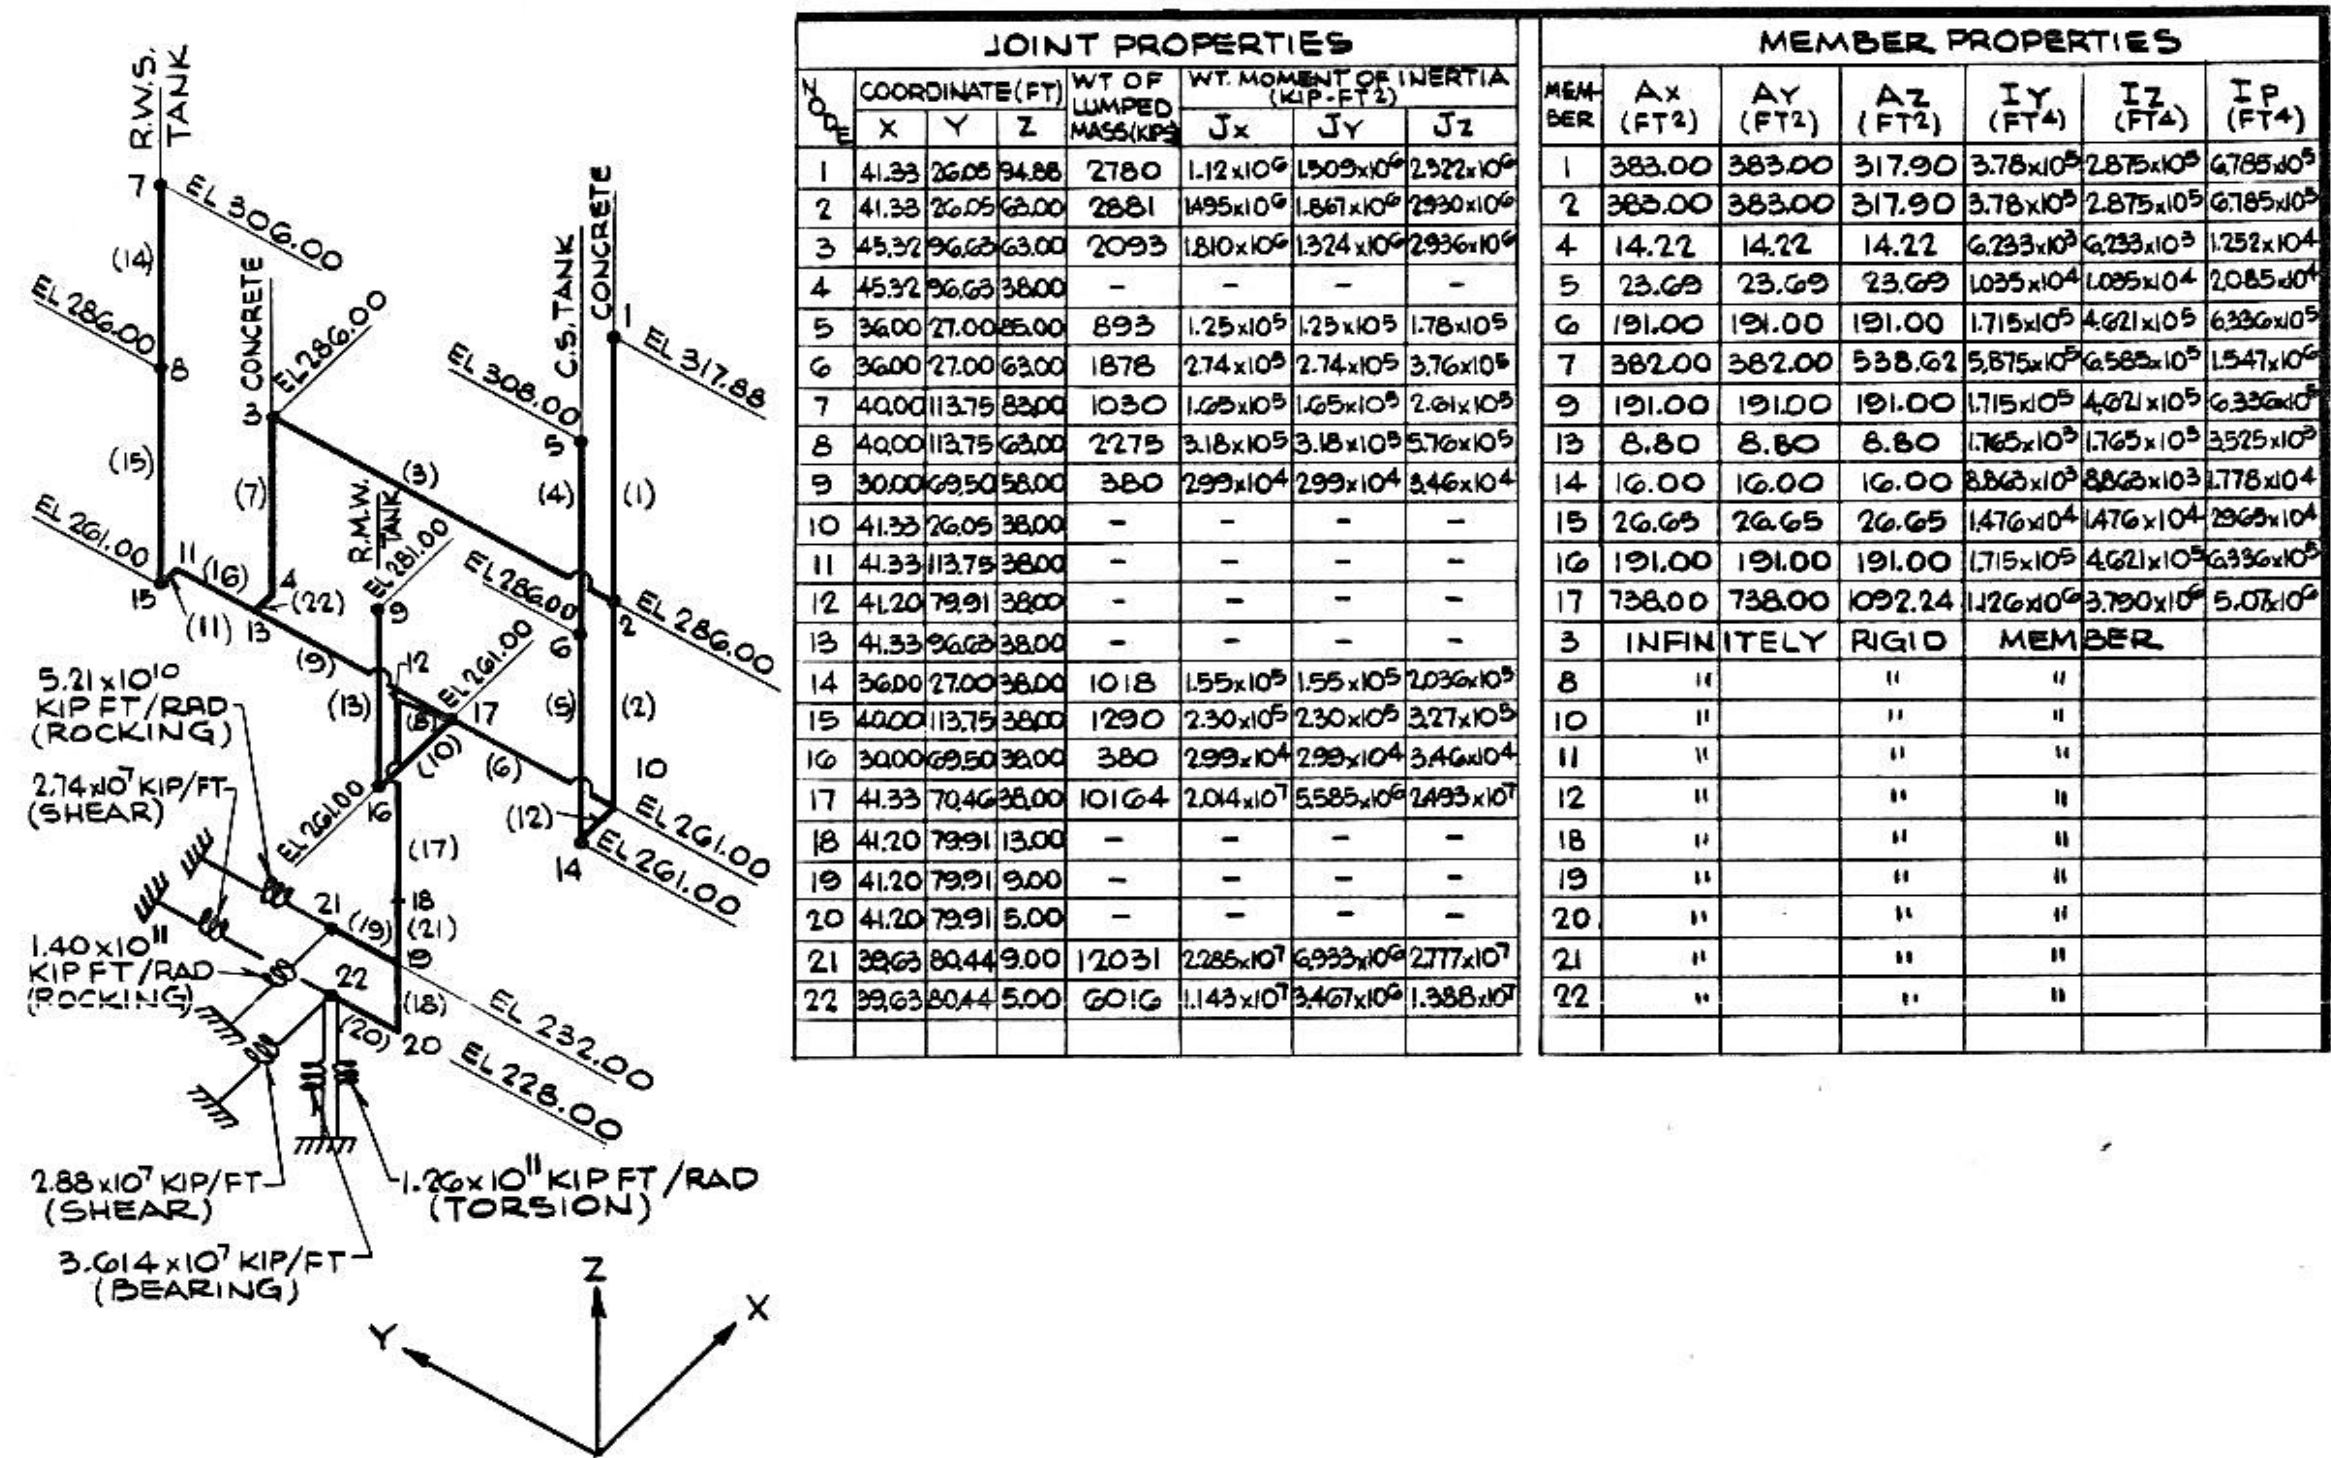 R.W.S. TANK
7
EL 306.00
(14)
EL 286.00
8
3 CONCRETE
EL 286.00
(15)
(7)
(3)
EL 261.00
15
11
(16)
4
(22)
(11)
13
(9)
R.M.W. TANK
EL 281.00
9
12
(13)
(8)
17
EL 261.00
(10)
(6)
16
EL 261.00
C.S. TANK
EL 308.00
5
(4)
EL 286.00
6
(5)
(12)
14
EL 261.00
CONCRETE
1
EL 317.88
(1)
2
EL 286.00
(2)
10
EL 261.00
(17)
18
(21)
21
(19)
19
EL 232.00
22
(18)
(20)
20
EL 228.00
5.21x10^10
KIP FT/RAD
(ROCKING)
2.74x10^7 KIP/FT
(SHEAR)
1.40x10^11
KIP FT/RAD
(ROCKING)
2.88x10^7 KIP/FT
(SHEAR)
3.614x10^7 KIP/FT
(BEARING)
1.26x10^11 KIP FT/RAD
(TORSION)
Z
X
Y
JOINT PROPERTIES
NODE COORDINATE (FT) WT OF LUMPED MASS (KIPS) WT. MOMENT OF INERTIA (KIP-FT2)
X Y Z Jx JY Jz
1 41.33 26.05 94.88 2780 1.12x10^6 1.509x10^6 2.322x10^6
2 41.33 26.05 63.00 2881 1.495x10^6 1.867x10^6 2.930x10^6
3 45.32 96.63 63.00 2093 1.810x10^6 1.324x10^6 2.936x10^6
4 45.32 96.63 38.00 - - - -
5 36.00 27.00 85.00 893 1.25x10^5 1.25x10^5 1.78x10^5
6 36.00 27.00 63.00 1878 2.74x10^5 2.74x10^5 3.76x10^5
7 40.00 113.75 83.00 1030 1.65x10^5 1.65x10^5 2.61x10^5
8 40.00 113.75 63.00 2275 3.18x10^5 3.18x10^5 5.76x10^5
9 30.00 69.50 58.00 380 2.99x10^4 2.99x10^4 3.46x10^4
10 41.33 26.05 38.00 - - - -
11 41.33 113.75 38.00 - - - -
12 41.20 79.91 38.00 - - - -
13 41.33 96.63 38.00 - - - -
14 36.00 27.00 38.00 1018 1.55x10^5 1.55x10^5 2.036x10^5
15 40.00 113.75 38.00 1290 2.30x10^5 2.30x10^5 3.27x10^5
16 30.00 69.50 38.00 380 2.99x10^4 2.99x10^4 3.46x10^4
17 41.33 70.46 38.00 10164 2.014x10^7 5.585x10^6 2.493x10^7
18 41.20 79.91 13.00 - - - -
19 41.20 79.91 9.00 - - - -
20 41.20 79.91 5.00 - - - -
21 39.63 80.44 9.00 12031 2.285x10^7 6.933x10^6 2.777x10^7
22 39.63 80.44 5.00 6016 1.143x10^7 3.467x10^6 1.388x10^7
MEMBER PROPERTIES
MEMBER Ax (FT2) AY (FT2) AZ (FT2) IY (FT4) IZ (FT4) IP (FT4)
1 383.00 383.00 317.90 3.78x10^5 2.875x10^5 6.785x10^5
2 383.00 383.00 317.90 3.78x10^5 2.875x10^5 6.785x10^5
4 14.22 14.22 14.22 6.233x10^3 6.233x10^3 1.252x10^4
5 23.69 23.69 23.69 1.035x10^4 1.035x10^4 2.085x10^4
6 191.00 191.00 191.00 1.715x10^5 4.621x10^5 6.336x10^5
7 382.00 382.00 538.62 5.875x10^5 6.585x10^5 1.547x10^6
9 191.00 191.00 191.00 1.715x10^5 4.621x10^5 6.336x10^5
13 8.80 8.80 8.80 1.765x10^3 1.765x10^3 3.525x10^3
14 16.00 16.00 16.00 8.863x10^3 8.863x10^3 1.778x10^4
15 26.65 26.65 26.65 1.476x10^4 1.476x10^4 2.965x10^4
16 191.00 191.00 191.00 1.715x10^5 4.621x10^5 6.336x10^5
17 738.00 738.00 1092.24 1.126x10^6 3.790x10^6 5.07x10^6
3 INFINITELY RIGID MEMBER
8 " " "
10 " " "
11 " " "
12 " " "
18 " " "
19 " " "
20 " " "
21 " " "
22 " " "